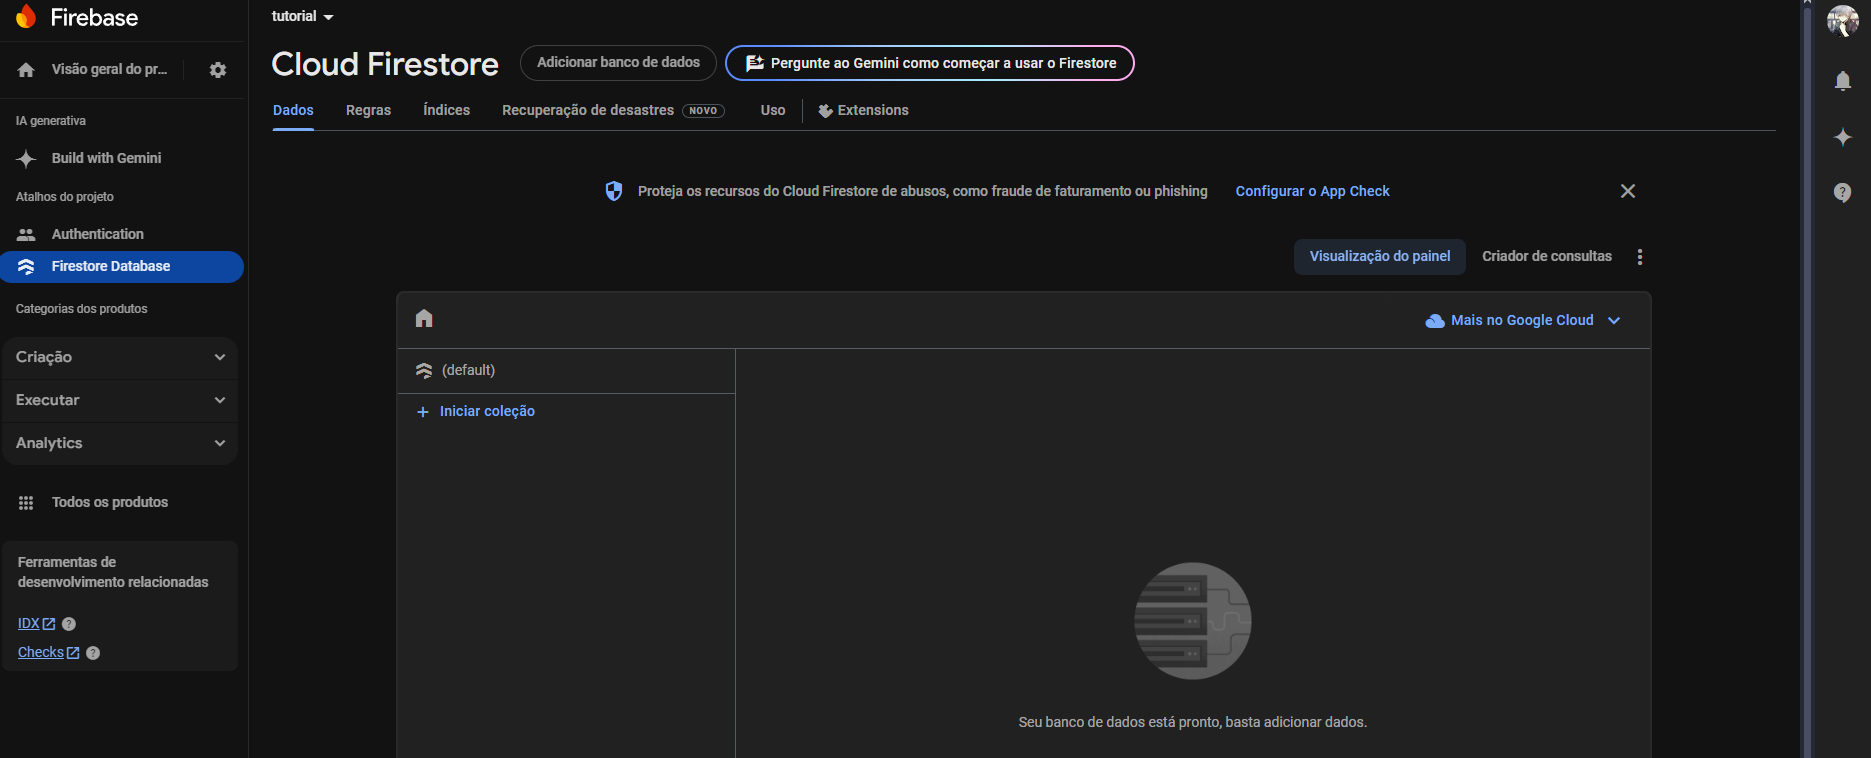 Firebase
Visão geral do pr...
IA generativa
Build with Gemini
Atalhos do projeto
Authentication
Firestore Database
Categorias dos produtos
Criação
Executar
Analytics
Todos os produtos
Ferramentas de
desenvolvimento relacionadas
IDX ?
Checks ?
tutorial
Cloud Firestore Adicionar banco de dados Pergunte ao Gemini como começar a usar o Firestore
Dados Regras Índices Recuperação de desastres NOVO Uso Extensions
Proteja os recursos do Cloud Firestore de abusos, como fraude de faturamento ou phishing Configurar o App Check
Visualização do painel Criador de consultas
Mais no Google Cloud
(default)
+ Iniciar coleção
Seu banco de dados está pronto, basta adicionar dados.
?